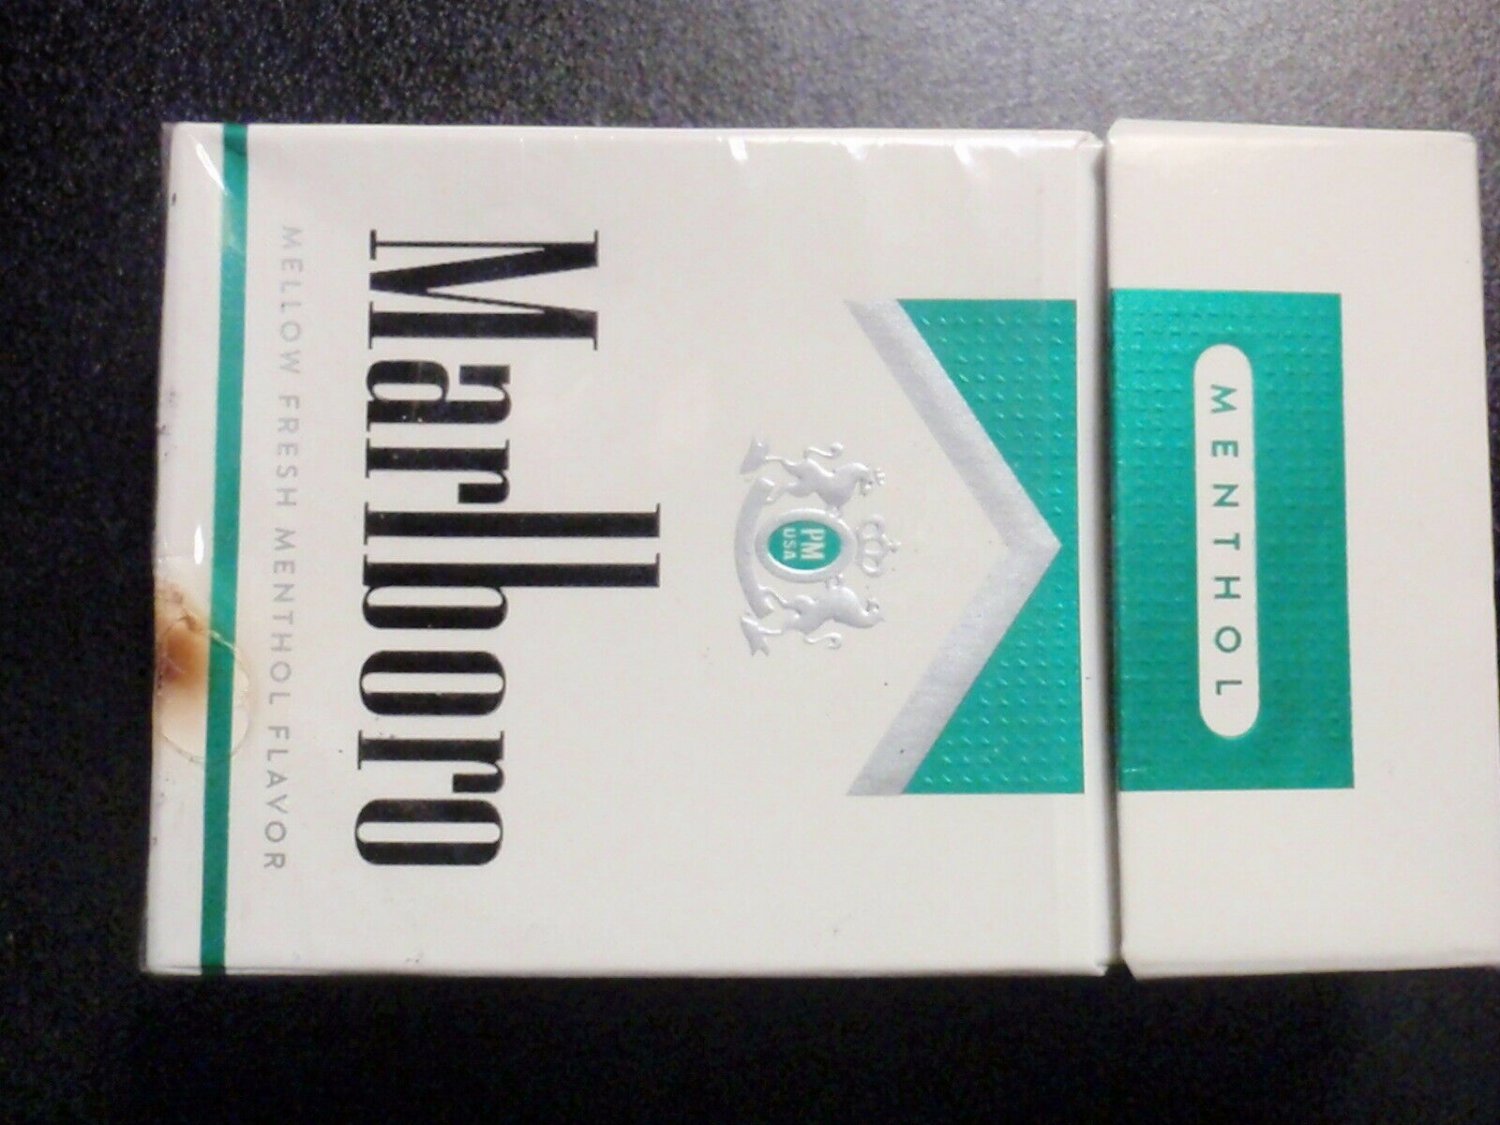 MENTHOL
PM
USA
Marlboro
MELLOW FRESH MENTHOL FLAVOR